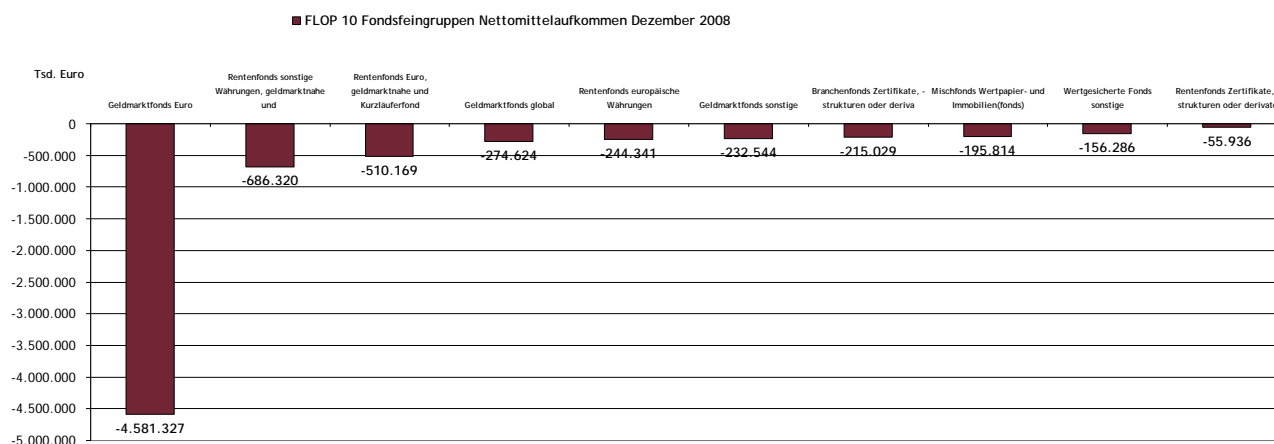 FLOP 10 Fondsfeingruppen Nettomittelaufkommen Dezember 2008
Tsd. Euro
Geldmarktfonds Euro
Rentenfonds sonstige
Währungen, geldmarktnahe
und
Rentenfonds Euro,
geldmarktnahe und
Kurzläuferfond
Geldmarktfonds global
Rentenfonds europäische
Währungen
Geldmarktfonds sonstige
Branchenfonds Zertifikate, -
strukturen oder deriva
Mischfonds Wertpapier- und
Immobilien(fonds)
Wertgesicherte Fonds
sonstige
Rentenfonds Zertifikate,
strukturen oder derivate
0
-500.000
-1.000.000
-1.500.000
-2.000.000
-2.500.000
-3.000.000
-3.500.000
-4.000.000
-4.500.000
-5.000.000
-4.581.327
-686.320
-510.169
-274.624
-244.341
-232.544
-215.029
-195.814
-156.286
-55.936